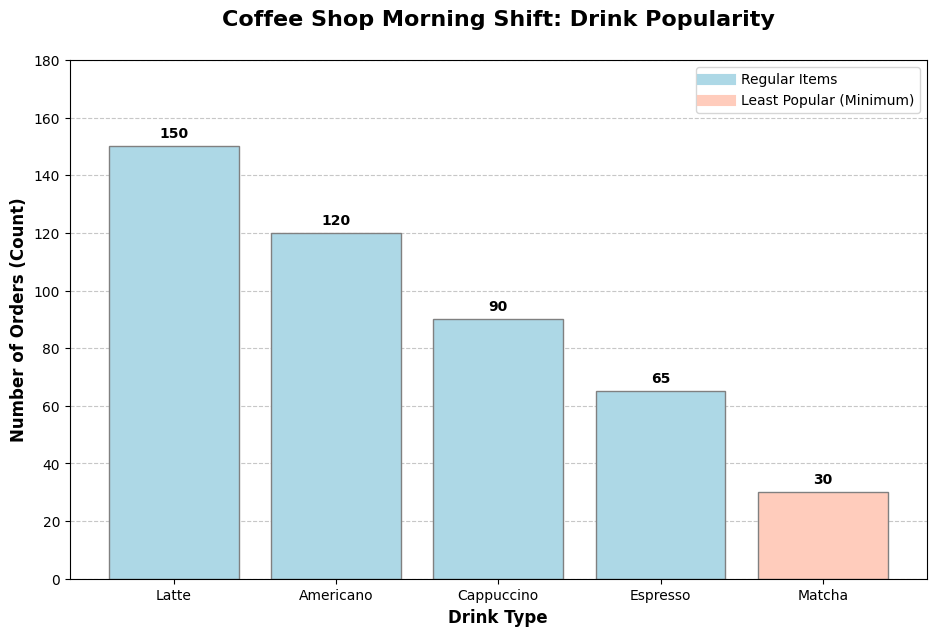 Coffee Shop Morning Shift: Drink Popularity
Regular Items
Least Popular (Minimum)
Number of Orders (Count)
180
160
140
120
100
80
60
40
20
0
150
120
90
65
30
Latte
Americano
Cappuccino
Espresso
Matcha
Drink Type